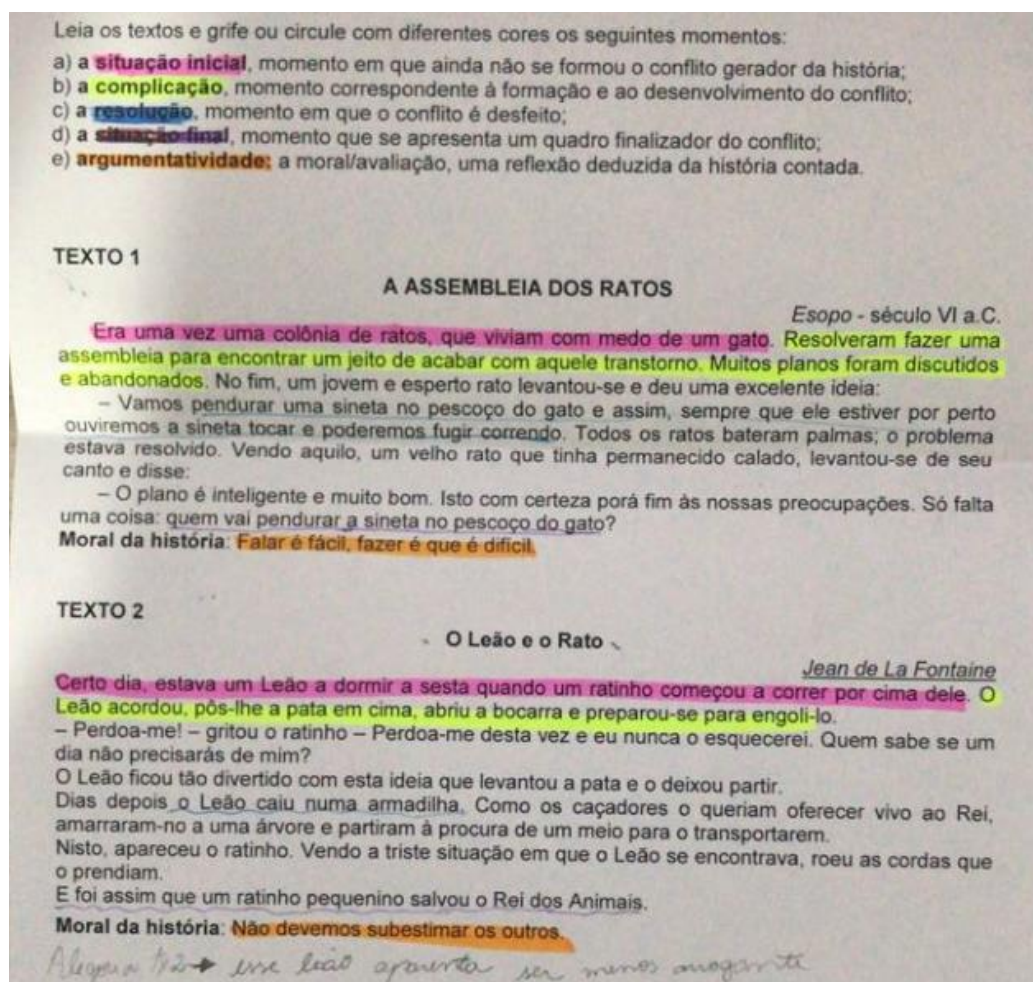 Leia os textos e grife ou circule com diferentes cores os seguintes momentos:
a) a situação inicial, momento em que ainda não se formou o conflito gerador da história;
b) a complicação, momento correspondente à formação e ao desenvolvimento do conflito;
c) a resolução, momento em que o conflito é desfeito;
d) a situação final, momento que se apresenta um quadro finalizador do conflito;
e) argumentatividade: a moral/avaliação, uma reflexão deduzida da história contada.
TEXTO 1
A ASSEMBLEIA DOS RATOS
Esopo - século VI a.C.
Era uma vez uma colônia de ratos, que viviam com medo de um gato. Resolveram fazer uma
assembleia para encontrar um jeito de acabar com aquele transtorno. Muitos planos foram discutidos
e abandonados. No fim, um jovem e esperto rato levantou-se e deu uma excelente ideia:
– Vamos pendurar uma sineta no pescoço do gato e assim, sempre que ele estiver por perto
ouviremos a sineta tocar e poderemos fugir correndo. Todos os ratos bateram palmas; o problema
estava resolvido. Vendo aquilo, um velho rato que tinha permanecido calado, levantou-se de seu
canto e disse:
– O plano é inteligente e muito bom. Isto com certeza porá fim às nossas preocupações. Só falta
uma coisa: quem vai pendurar a sineta no pescoço do gato?
Moral da história: Falar é fácil, fazer é que é difícil.
TEXTO 2
O Leão e o Rato
Jean de La Fontaine
Certo dia, estava um Leão a dormir a sesta quando um ratinho começou a correr por cima dele. O
Leão acordou, pôs-lhe a pata em cima, abriu a bocarra e preparou-se para engoli-lo.
– Perdoa-me! – gritou o ratinho – Perdoa-me desta vez e eu nunca o esquecerei. Quem sabe se um
dia não precisarás de mim?
O Leão ficou tão divertido com esta ideia que levantou a pata e o deixou partir.
Dias depois o Leão caiu numa armadilha. Como os caçadores o queriam oferecer vivo ao Rei,
amarraram-no a uma árvore e partiram à procura de um meio para o transportarem.
Nisto, apareceu o ratinho. Vendo a triste situação em que o Leão se encontrava, roeu as cordas que
o prendiam.
E foi assim que um ratinho pequenino salvou o Rei dos Animais.
Moral da história: Não devemos subestimar os outros.
esse leão aparenta ser menos arrogante